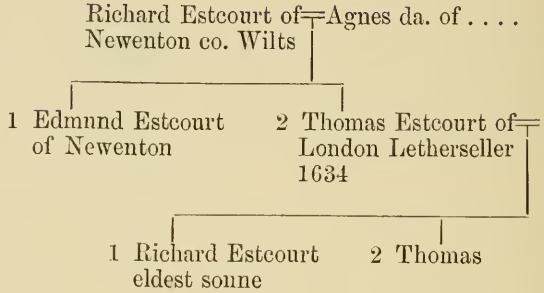 Richard Estcourt of=Agnes da. of . . . .
Newenton co. Wilts
1 Edmund Estcourt
of Newenton
2 Thomas Estcourt of=
London Letherseller
1634
1 Richard Estcourt
eldest sonne
2 Thomas